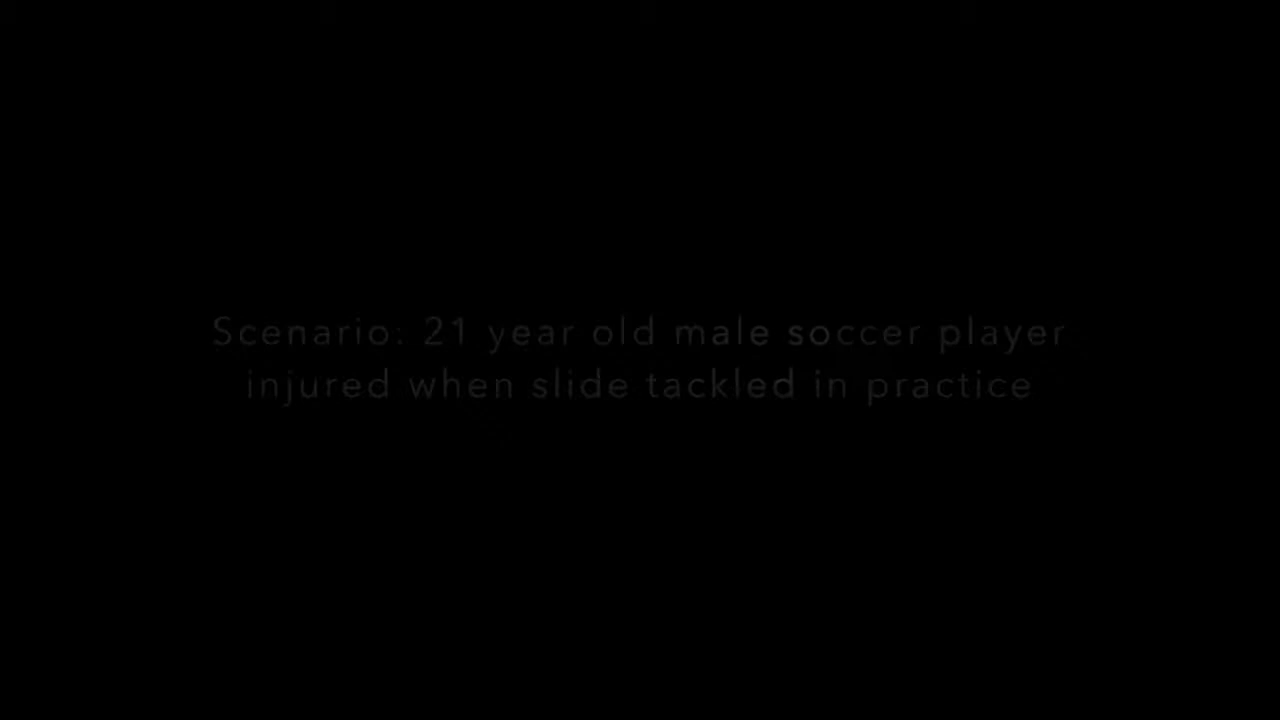 Scenario: 21 year old male soccer player
injured when slide tackled in practice